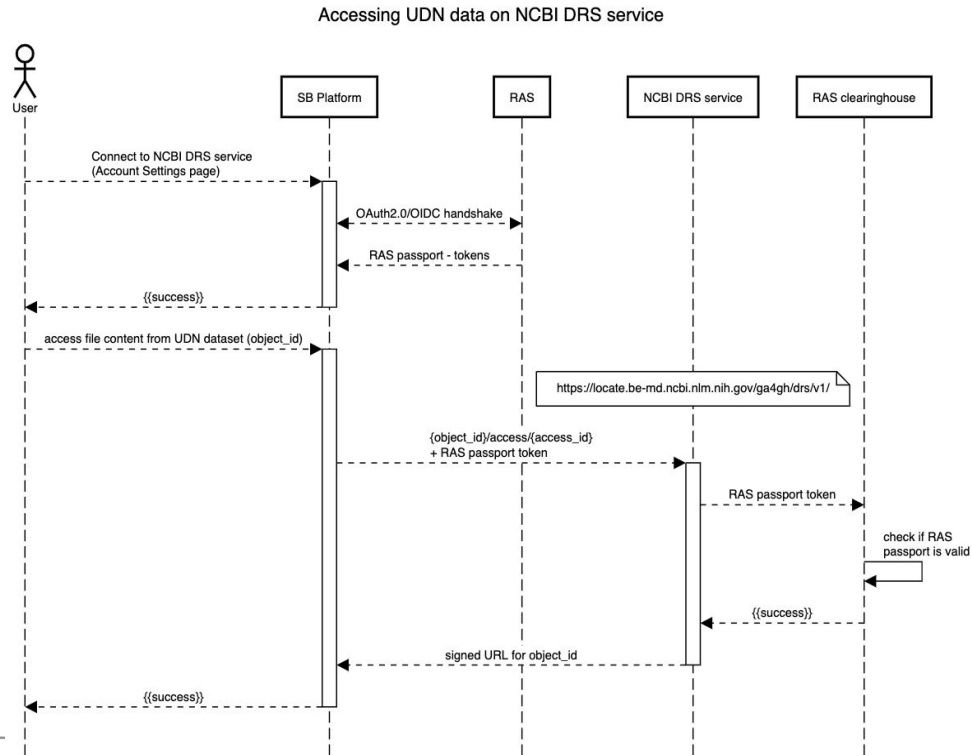 Accessing UDN data on NCBI DRS service
User
SB Platform
RAS
NCBI DRS service
RAS clearinghouse
Connect to NCBI DRS service
(Account Settings page)
OAuth2.0/OIDC handshake
RAS passport - tokens
{{success}}
access file content from UDN dataset (object_id)
https://locate.be-md.ncbi.nlm.nih.gov/ga4gh/drs/v1/
{object_id}/access/{access_id}
+ RAS passport token
RAS passport token
check if RAS
passport is valid
{{success}}
signed URL for object_id
{{success}}